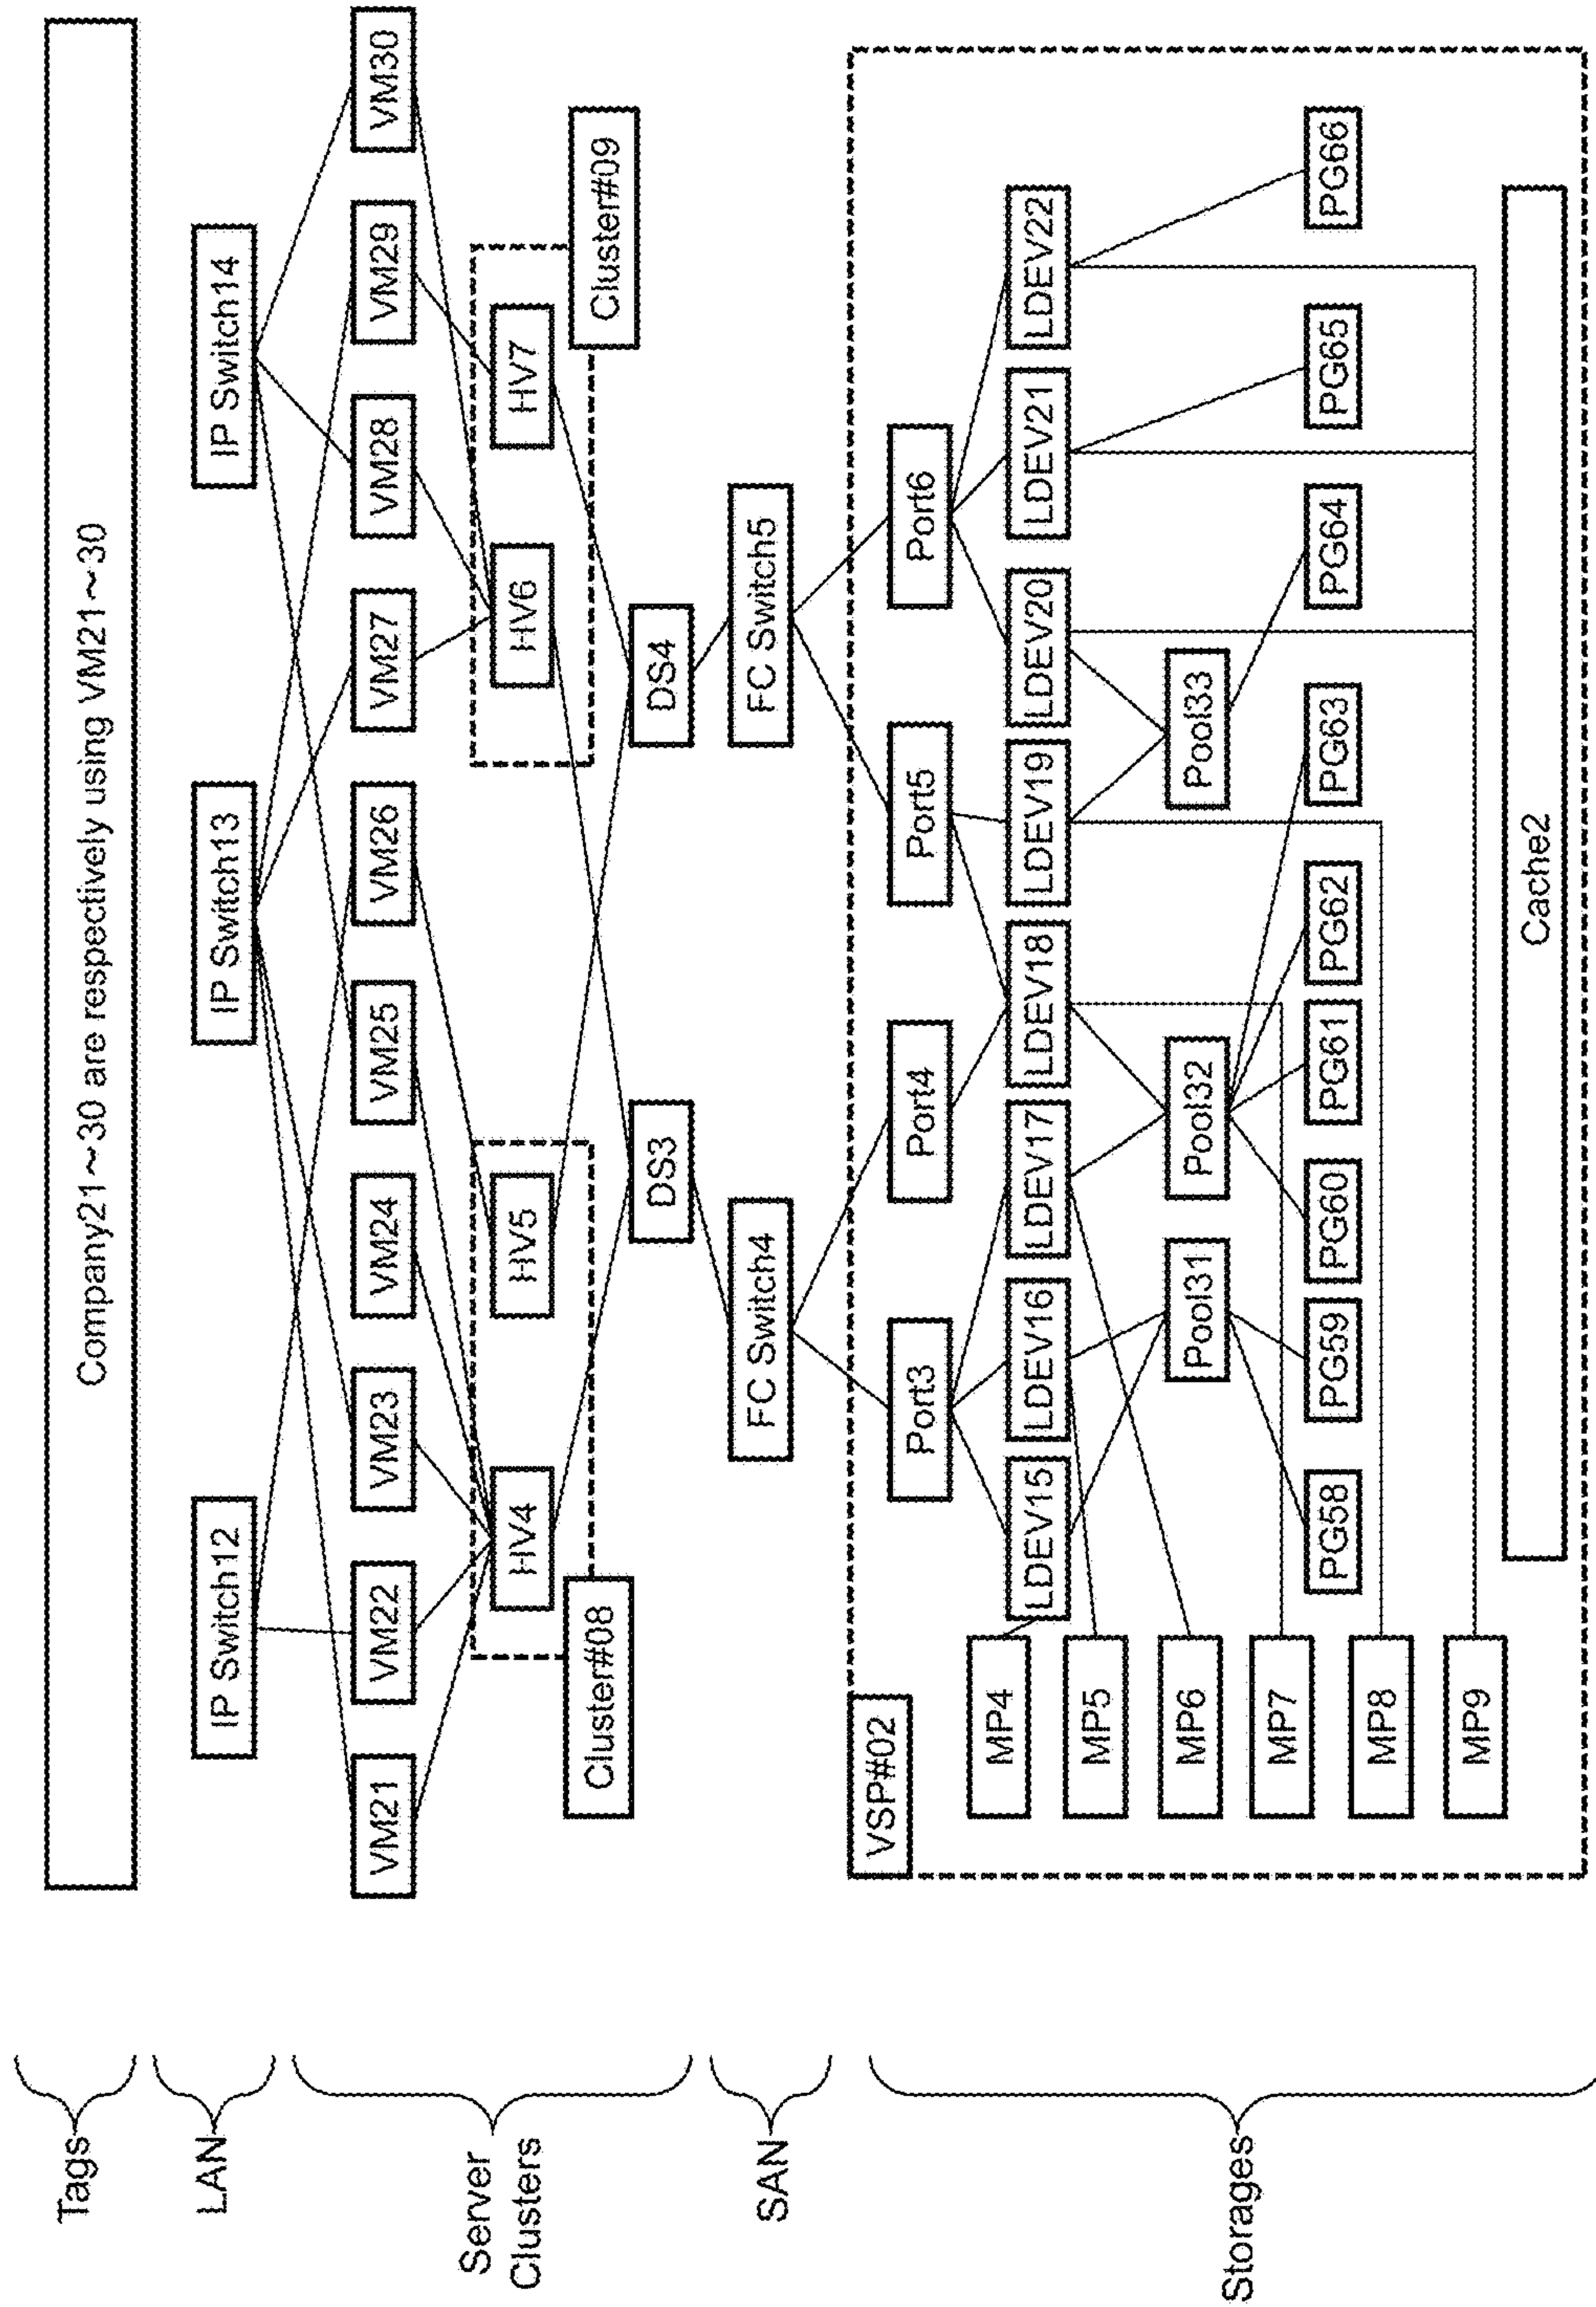 Tags
Company21~30 are respectively using VM21~30
LAN
IP Switch12
IP Switch13
IP Switch14
Server
Clusters
VM21
VM22
VM23
VM24
VM25
VM26
VM27
VM28
VM29
VM30
HV4
HV5
HV6
HV7
Cluster#08
Cluster#09
DS3
DS4
SAN
FC Switch4
FC Switch5
Storages
VSP#02
Port3
Port4
Port5
Port6
MP4
LDEV15
LDEV16
LDEV17
LDEV18
LDEV19
LDEV20
LDEV21
LDEV22
MP5
MP6
Pool31
Pool32
Pool33
MP7
PG58
PG59
PG60
PG61
PG62
PG63
PG64
PG65
PG66
MP8
MP9
Cache2